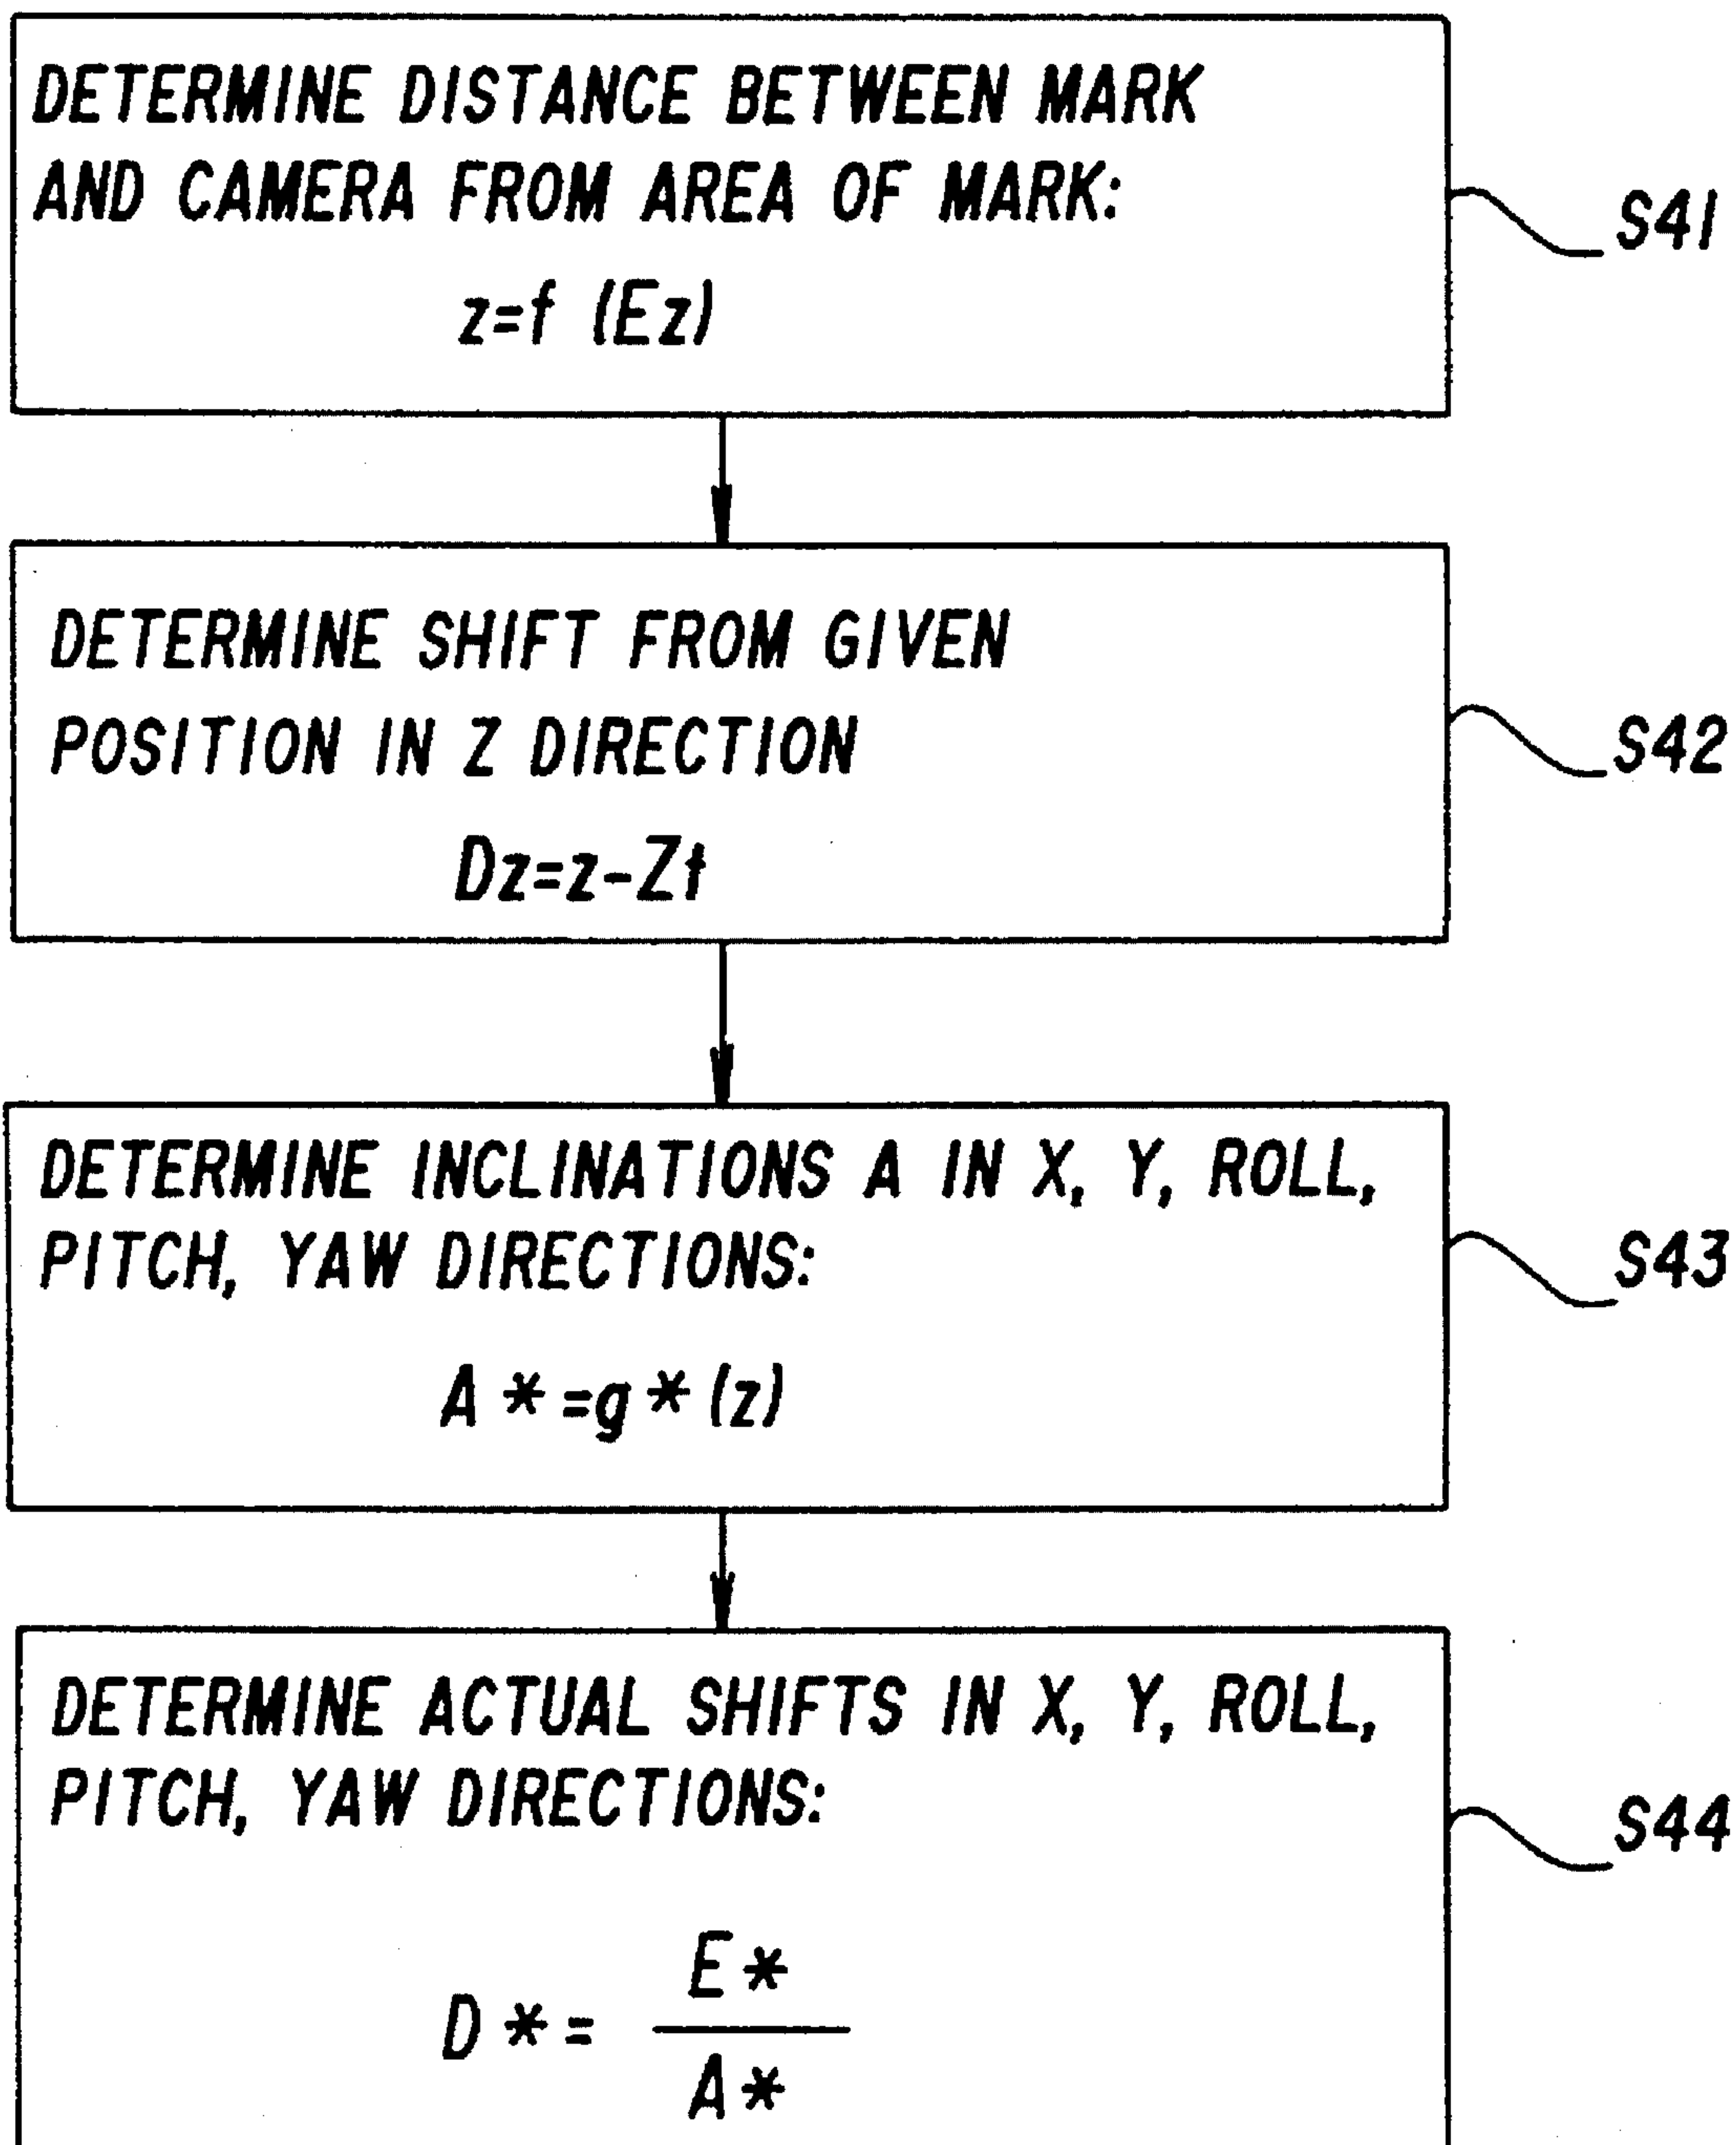 DETERMINE DISTANCE BETWEEN MARK
AND CAMERA FROM AREA OF MARK:
z=f (Ez)
S41
DETERMINE SHIFT FROM GIVEN
POSITION IN Z DIRECTION
Dz=z-Zt
S42
DETERMINE INCLINATIONS A IN X, Y, ROLL,
PITCH, YAW DIRECTIONS:
A*=g*(z)
S43
DETERMINE ACTUAL SHIFTS IN X, Y, ROLL,
PITCH, YAW DIRECTIONS:
S44
E*
D*=
A*